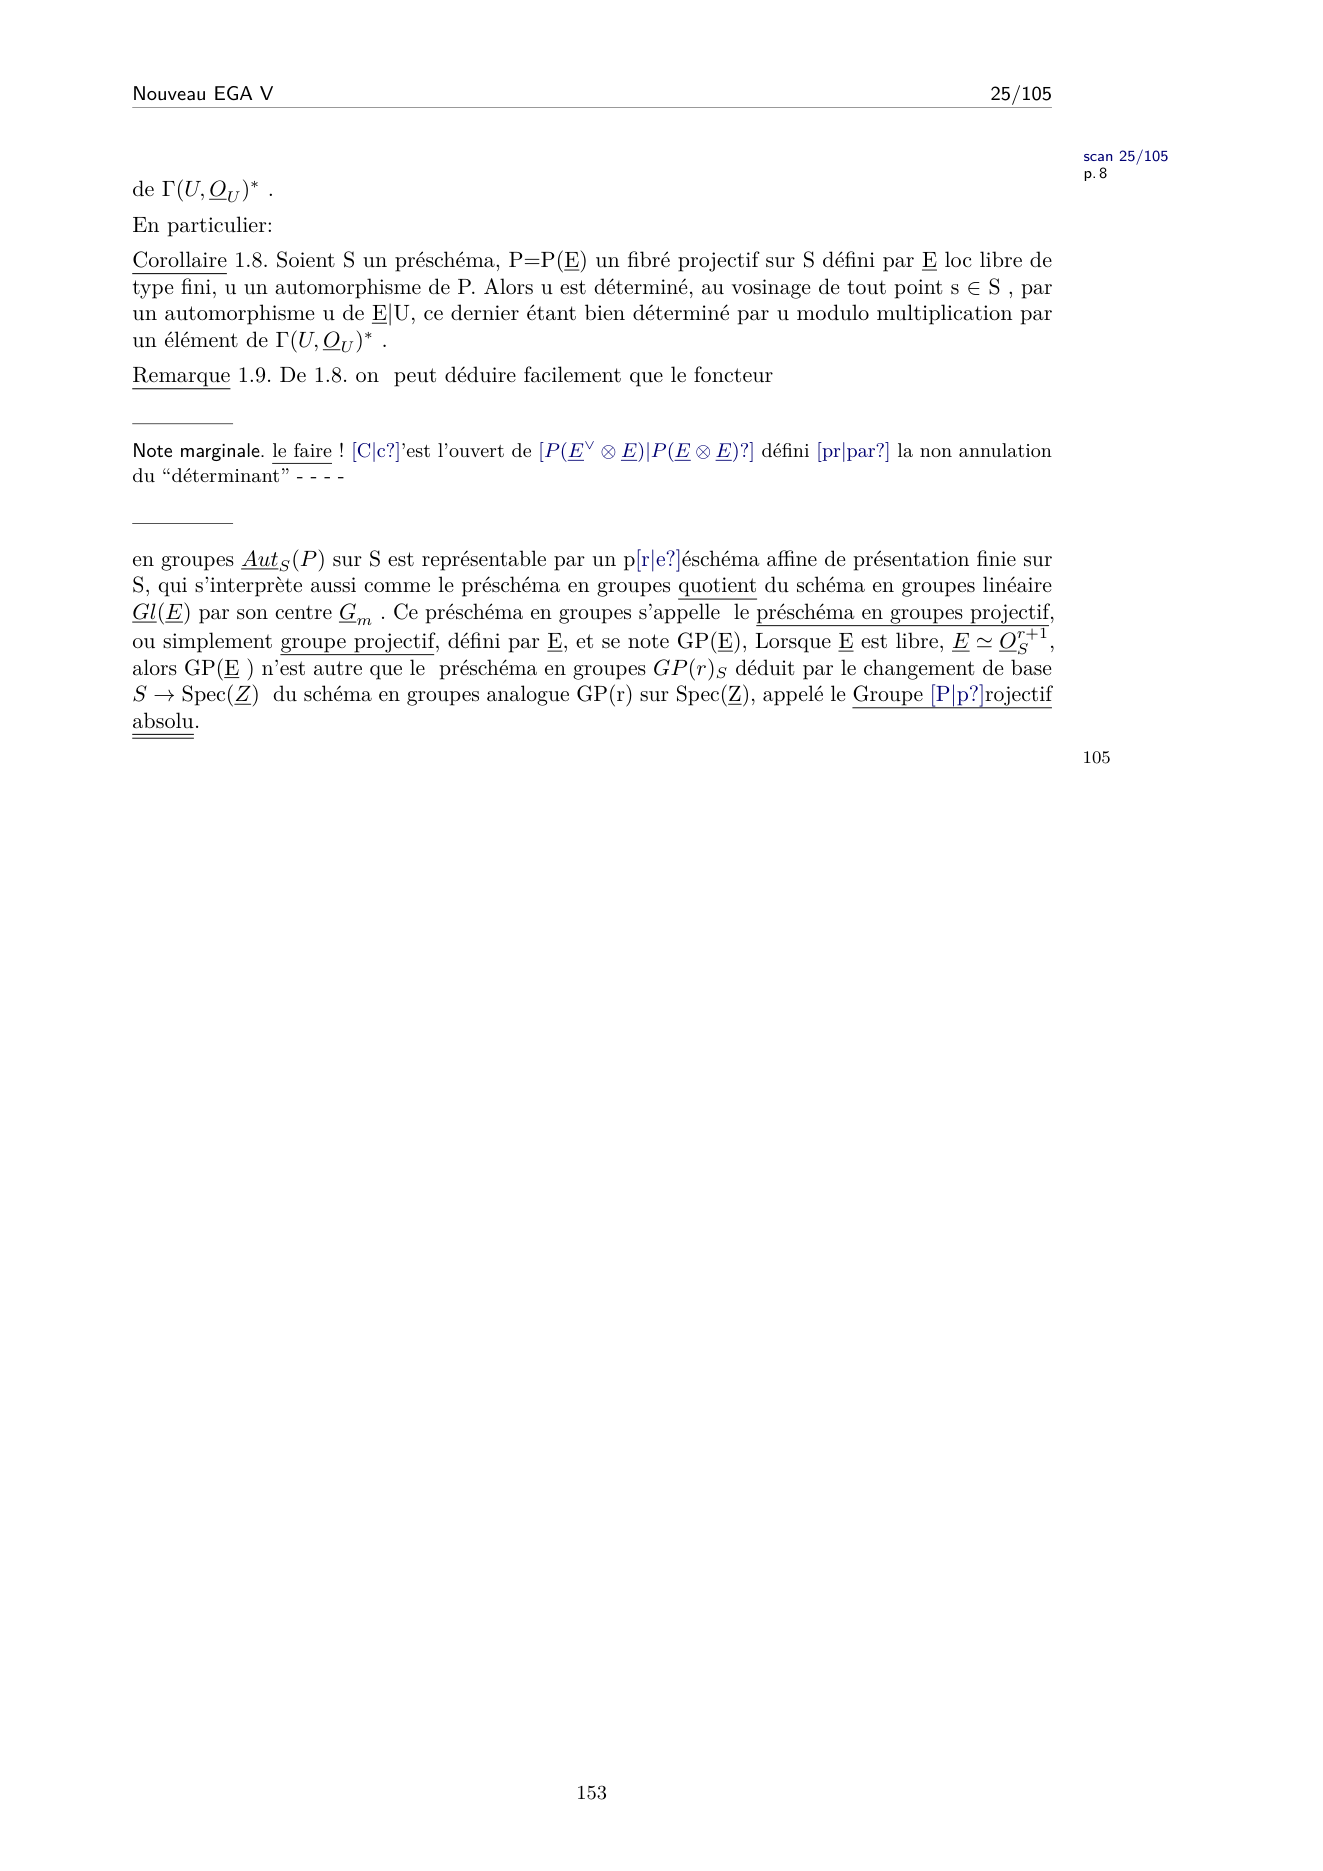 Nouveau EGA V 25/105
scan 25/105
p. 8
de Γ(U, O_U)* .
En particulier:
Corollaire 1.8. Soient S un préschéma, P=P(E) un fibré projectif sur S défini par E loc libre de
type fini, u un automorphisme de P. Alors u est déterminé, au vosinage de tout point s ∈ S , par
un automorphisme u de E|U, ce dernier étant bien déterminé par u modulo multiplication par
un élément de Γ(U, O_U)* .
Remarque 1.9. De 1.8. on peut déduire facilement que le foncteur
Note marginale. le faire ! [C|c?]'est l'ouvert de [P(E^∨ ⊗ E)|P(E ⊗ E)?] défini [pr|par?] la non annulation
du “déterminant” - - - -
en groupes Aut_S(P) sur S est représentable par un p[r|e?]éschéma affine de présentation finie sur
S, qui s'interprète aussi comme le préschéma en groupes quotient du schéma en groupes linéaire
Gl(E) par son centre G_m . Ce préschéma en groupes s'appelle le préschéma en groupes projectif,
ou simplement groupe projectif, défini par E, et se note GP(E), Lorsque E est libre, E ≃ O_S^{r+1},
alors GP(E ) n'est autre que le préschéma en groupes GP(r)_S déduit par le changement de base
S → Spec(Z) du schéma en groupes analogue GP(r) sur Spec(Z), appelé le Groupe [P|p?]rojectif
absolu.
105
153